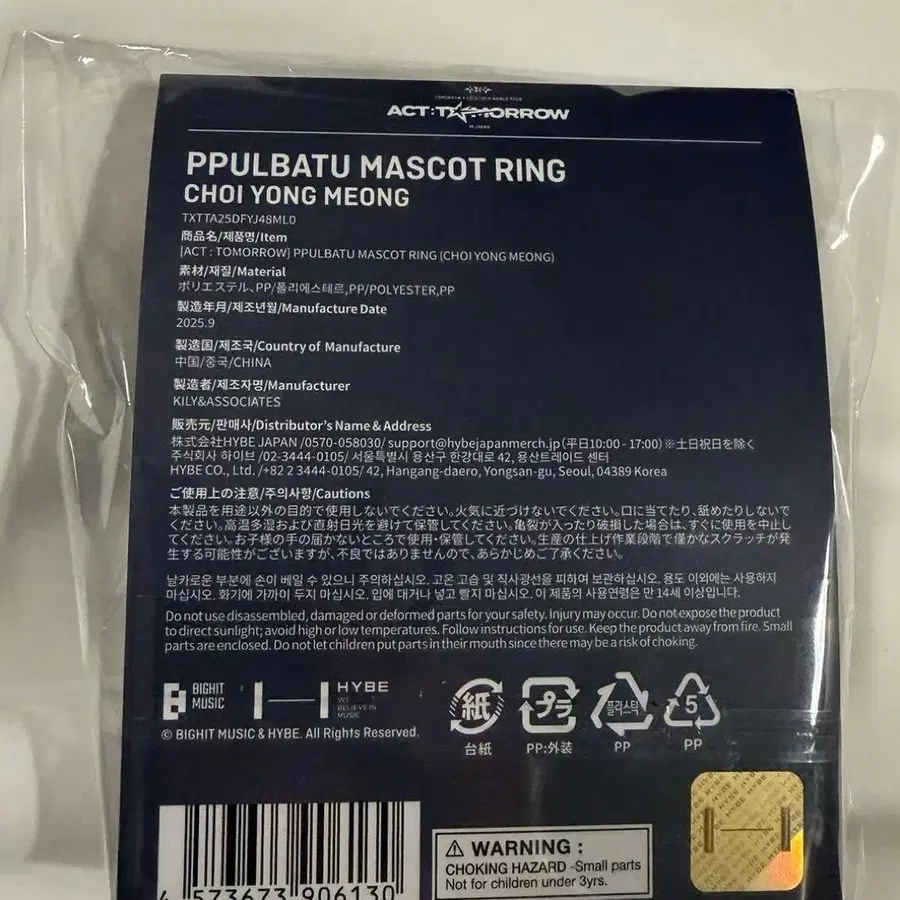 TOMORROW X TOGETHER WORLD TOUR
ACT:TOMORROW
IN JAPAN
PPULBATU MASCOT RING
CHOI YONG MEONG
TXTTA25DFYJ48ML0
商品名/제품명/Item
[ACT : TOMORROW] PPULBATU MASCOT RING (CHOI YONG MEONG)
素材/재질/Material
ポリエステル、PP/폴리에스테르,PP/POLYESTER,PP
製造年月/제조년월/Manufacture Date
2025.9
製造国/제조국/Country of Manufacture
中国/중국/CHINA
製造者/제조자명/Manufacturer
KILY&ASSOCIATES
販売元/판매사/Distributor's Name & Address
株式会社HYBE JAPAN /0570-058030/ support@hybejapanmerch.jp (平日10:00 - 17:00) ※土日祝日を除く
주식회사 하이브 /02-3444-0105/ 서울특별시 용산구 한강대로 42, 용산트레이드 센터
HYBE CO., Ltd. /+82 2 3444-0105/ 42, Hangang-daero, Yongsan-gu, Seoul, 04389 Korea
ご使用上の注意/주의사항/Cautions
本製品を用途以外の目的で使用しないでください。火気に近づけないでください。口に当てたり、舐めたりしないで
ください。高温多湿および直射日光を避けて保管してください。亀裂が入ったり破損した場合は、すぐに使用を中止し
てください。お子様の手の届かないところで使用・保管してください。生産の仕上げ作業段階で僅かなスクラッチが発
生する可能性がございますが、不良ではありませんので、あらかじめご了承ください。
날카로운 부분에 손이 베일 수 있으니 주의하십시오. 고온 고습 및 직사광선을 피하여 보관하십시오. 용도 이외에는 사용하지
마십시오. 화기에 가까이 두지 마십시오. 입에 대거나 넣고 빨지 마십시오. 이 제품의 사용연령은 만 14세 이상입니다.
Do not use disassembled, damaged or deformed parts for your safety. Injury may occur. Do not expose the product
to direct sunlight; avoid high or low temperatures. Follow instructions for use. Keep the product away from fire. Small
parts are enclosed. Do not let children put parts in their mouth since there may be a risk of choking.
BIGHIT MUSIC
HYBE
WE BELIEVE IN MUSIC
© BIGHIT MUSIC & HYBE. All Rights Reserved.
紙
台紙
プラ
PP:外装
플라스틱
PP
5
PP
4 573673 906130
WARNING :
CHOKING HAZARD -Small parts
Not for children under 3yrs.
HYBE